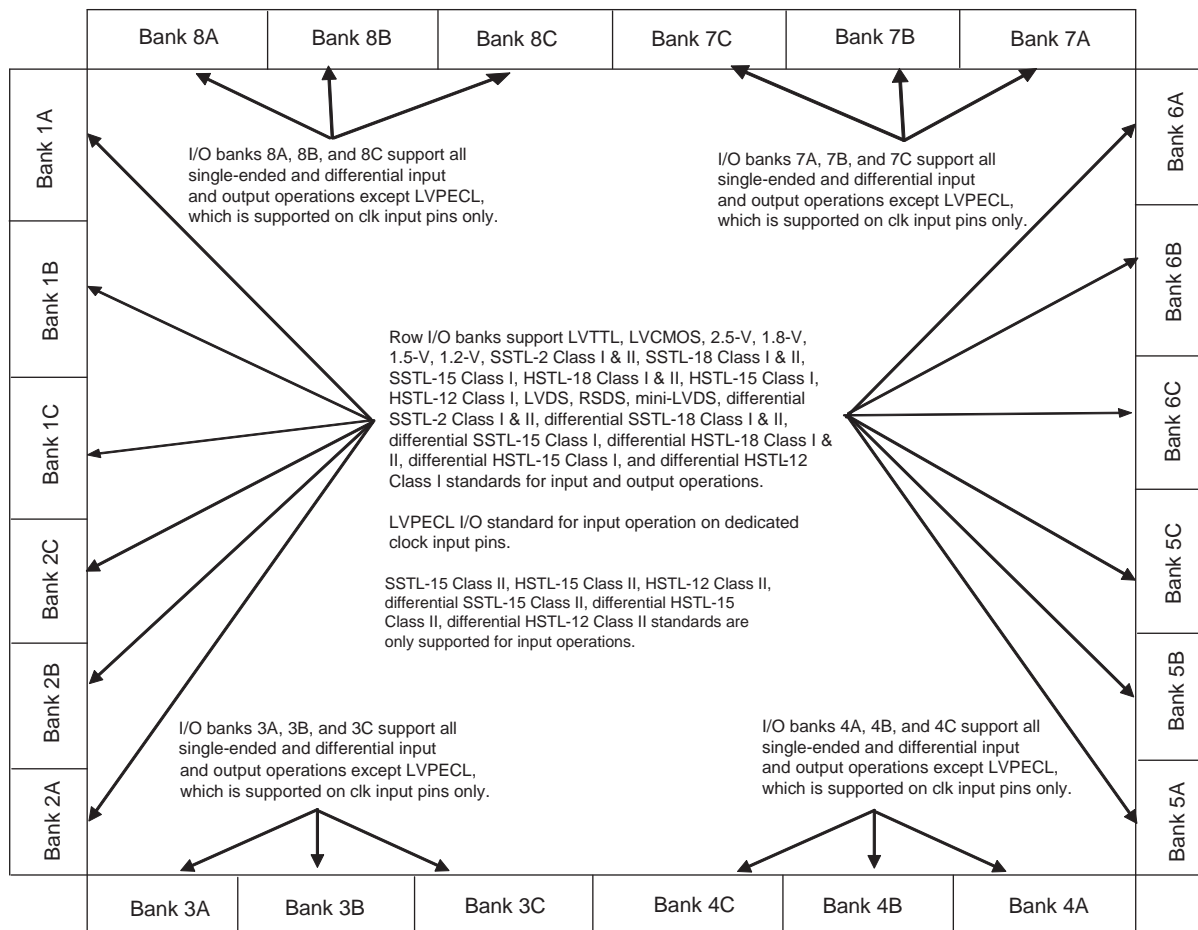 Bank 8A
Bank 8B
Bank 8C
Bank 7C
Bank 7B
Bank 7A
Bank 1A
Bank 1B
Bank 1C
Bank 2C
Bank 2B
Bank 2A
Bank 6A
Bank 6B
Bank 6C
Bank 5C
Bank 5B
Bank 5A
I/O banks 8A, 8B, and 8C support all
single-ended and differential input
and output operations except LVPECL,
which is supported on clk input pins only.
I/O banks 7A, 7B, and 7C support all
single-ended and differential input
and output operations except LVPECL,
which is supported on clk input pins only.
Row I/O banks support LVTTL, LVCMOS, 2.5-V, 1.8-V,
1.5-V, 1.2-V, SSTL-2 Class I & II, SSTL-18 Class I & II,
SSTL-15 Class I, HSTL-18 Class I & II, HSTL-15 Class I,
HSTL-12 Class I, LVDS, RSDS, mini-LVDS, differential
SSTL-2 Class I & II, differential SSTL-18 Class I & II,
differential SSTL-15 Class I, differential HSTL-18 Class I &
II, differential HSTL-15 Class I, and differential HSTL-12
Class I standards for input and output operations.
LVPECL I/O standard for input operation on dedicated
clock input pins.
SSTL-15 Class II, HSTL-15 Class II, HSTL-12 Class II,
differential SSTL-15 Class II, differential HSTL-15
Class II, differential HSTL-12 Class II standards are
only supported for input operations.
I/O banks 3A, 3B, and 3C support all
single-ended and differential input
and output operations except LVPECL,
which is supported on clk input pins only.
I/O banks 4A, 4B, and 4C support all
single-ended and differential input
and output operations except LVPECL,
which is supported on clk input pins only.
Bank 3A
Bank 3B
Bank 3C
Bank 4C
Bank 4B
Bank 4A